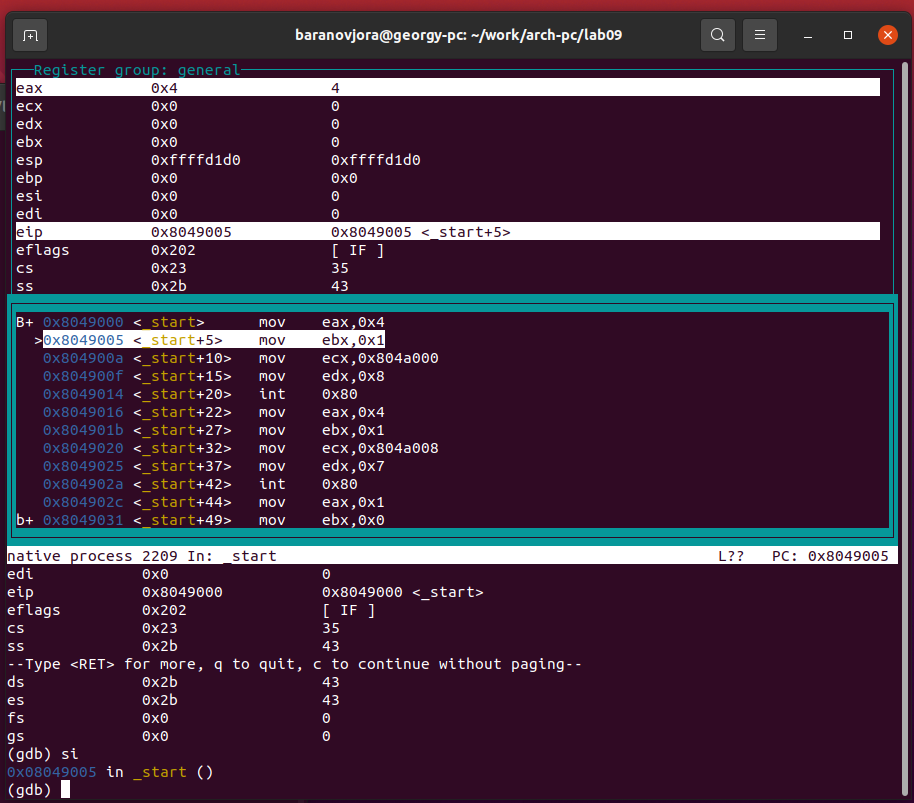 baranovjora@georgy-pc: ~/work/arch-pc/lab09
Register group: general
eax 0x4 4
ecx 0x0 0
edx 0x0 0
ebx 0x0 0
esp 0xffffd1d0 0xffffd1d0
ebp 0x0 0x0
esi 0x0 0
edi 0x0 0
eip 0x8049005 0x8049005 <_start+5>
eflags 0x202 [ IF ]
cs 0x23 35
ss 0x2b 43
B+ 0x8049000 <_start> mov eax,0x4
>0x8049005 <_start+5> mov ebx,0x1
0x804900a <_start+10> mov ecx,0x804a000
0x804900f <_start+15> mov edx,0x8
0x8049014 <_start+20> int 0x80
0x8049016 <_start+22> mov eax,0x4
0x804901b <_start+27> mov ebx,0x1
0x8049020 <_start+32> mov ecx,0x804a008
0x8049025 <_start+37> mov edx,0x7
0x804902a <_start+42> int 0x80
0x804902c <_start+44> mov eax,0x1
b+ 0x8049031 <_start+49> mov ebx,0x0
native process 2209 In: _start L?? PC: 0x8049005
edi 0x0 0
eip 0x8049000 0x8049000 <_start>
eflags 0x202 [ IF ]
cs 0x23 35
ss 0x2b 43
--Type <RET> for more, q to quit, c to continue without paging--
ds 0x2b 43
es 0x2b 43
fs 0x0 0
gs 0x0 0
(gdb) si
0x08049005 in _start ()
(gdb)